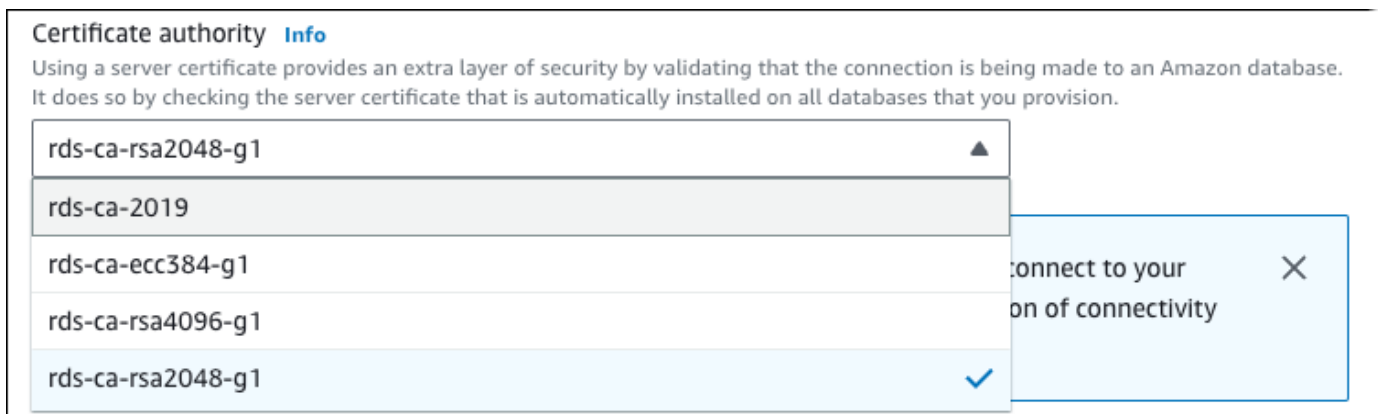 Certificate authority Info
Using a server certificate provides an extra layer of security by validating that the connection is being made to an Amazon database.
It does so by checking the server certificate that is automatically installed on all databases that you provision.
rds-ca-rsa2048-g1
rds-ca-2019
rds-ca-ecc384-g1
connect to your
rds-ca-rsa4096-g1
on of connectivity
rds-ca-rsa2048-g1